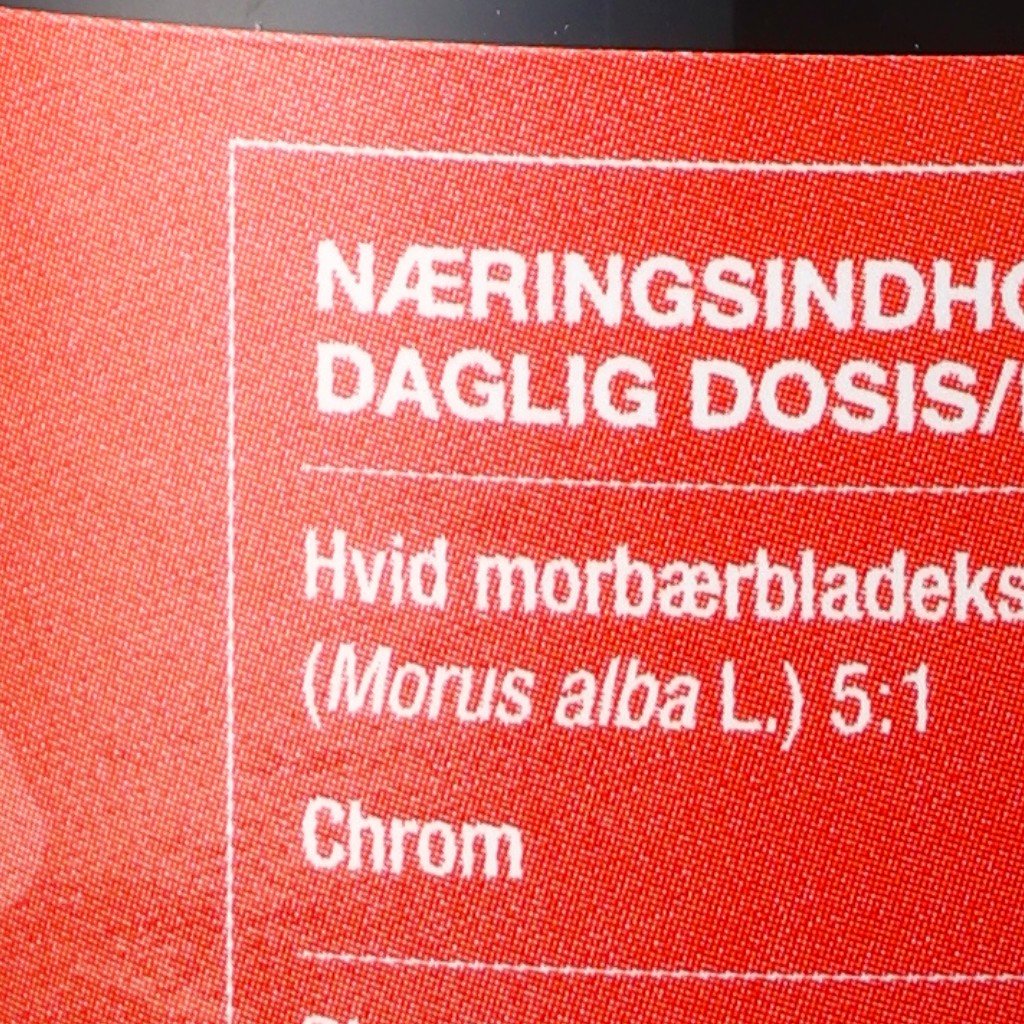 NÆRINGSINDHO
DAGLIG DOSIS/
Hvid morbærbladeks
(Morus alba L.) 5:1
Chrom